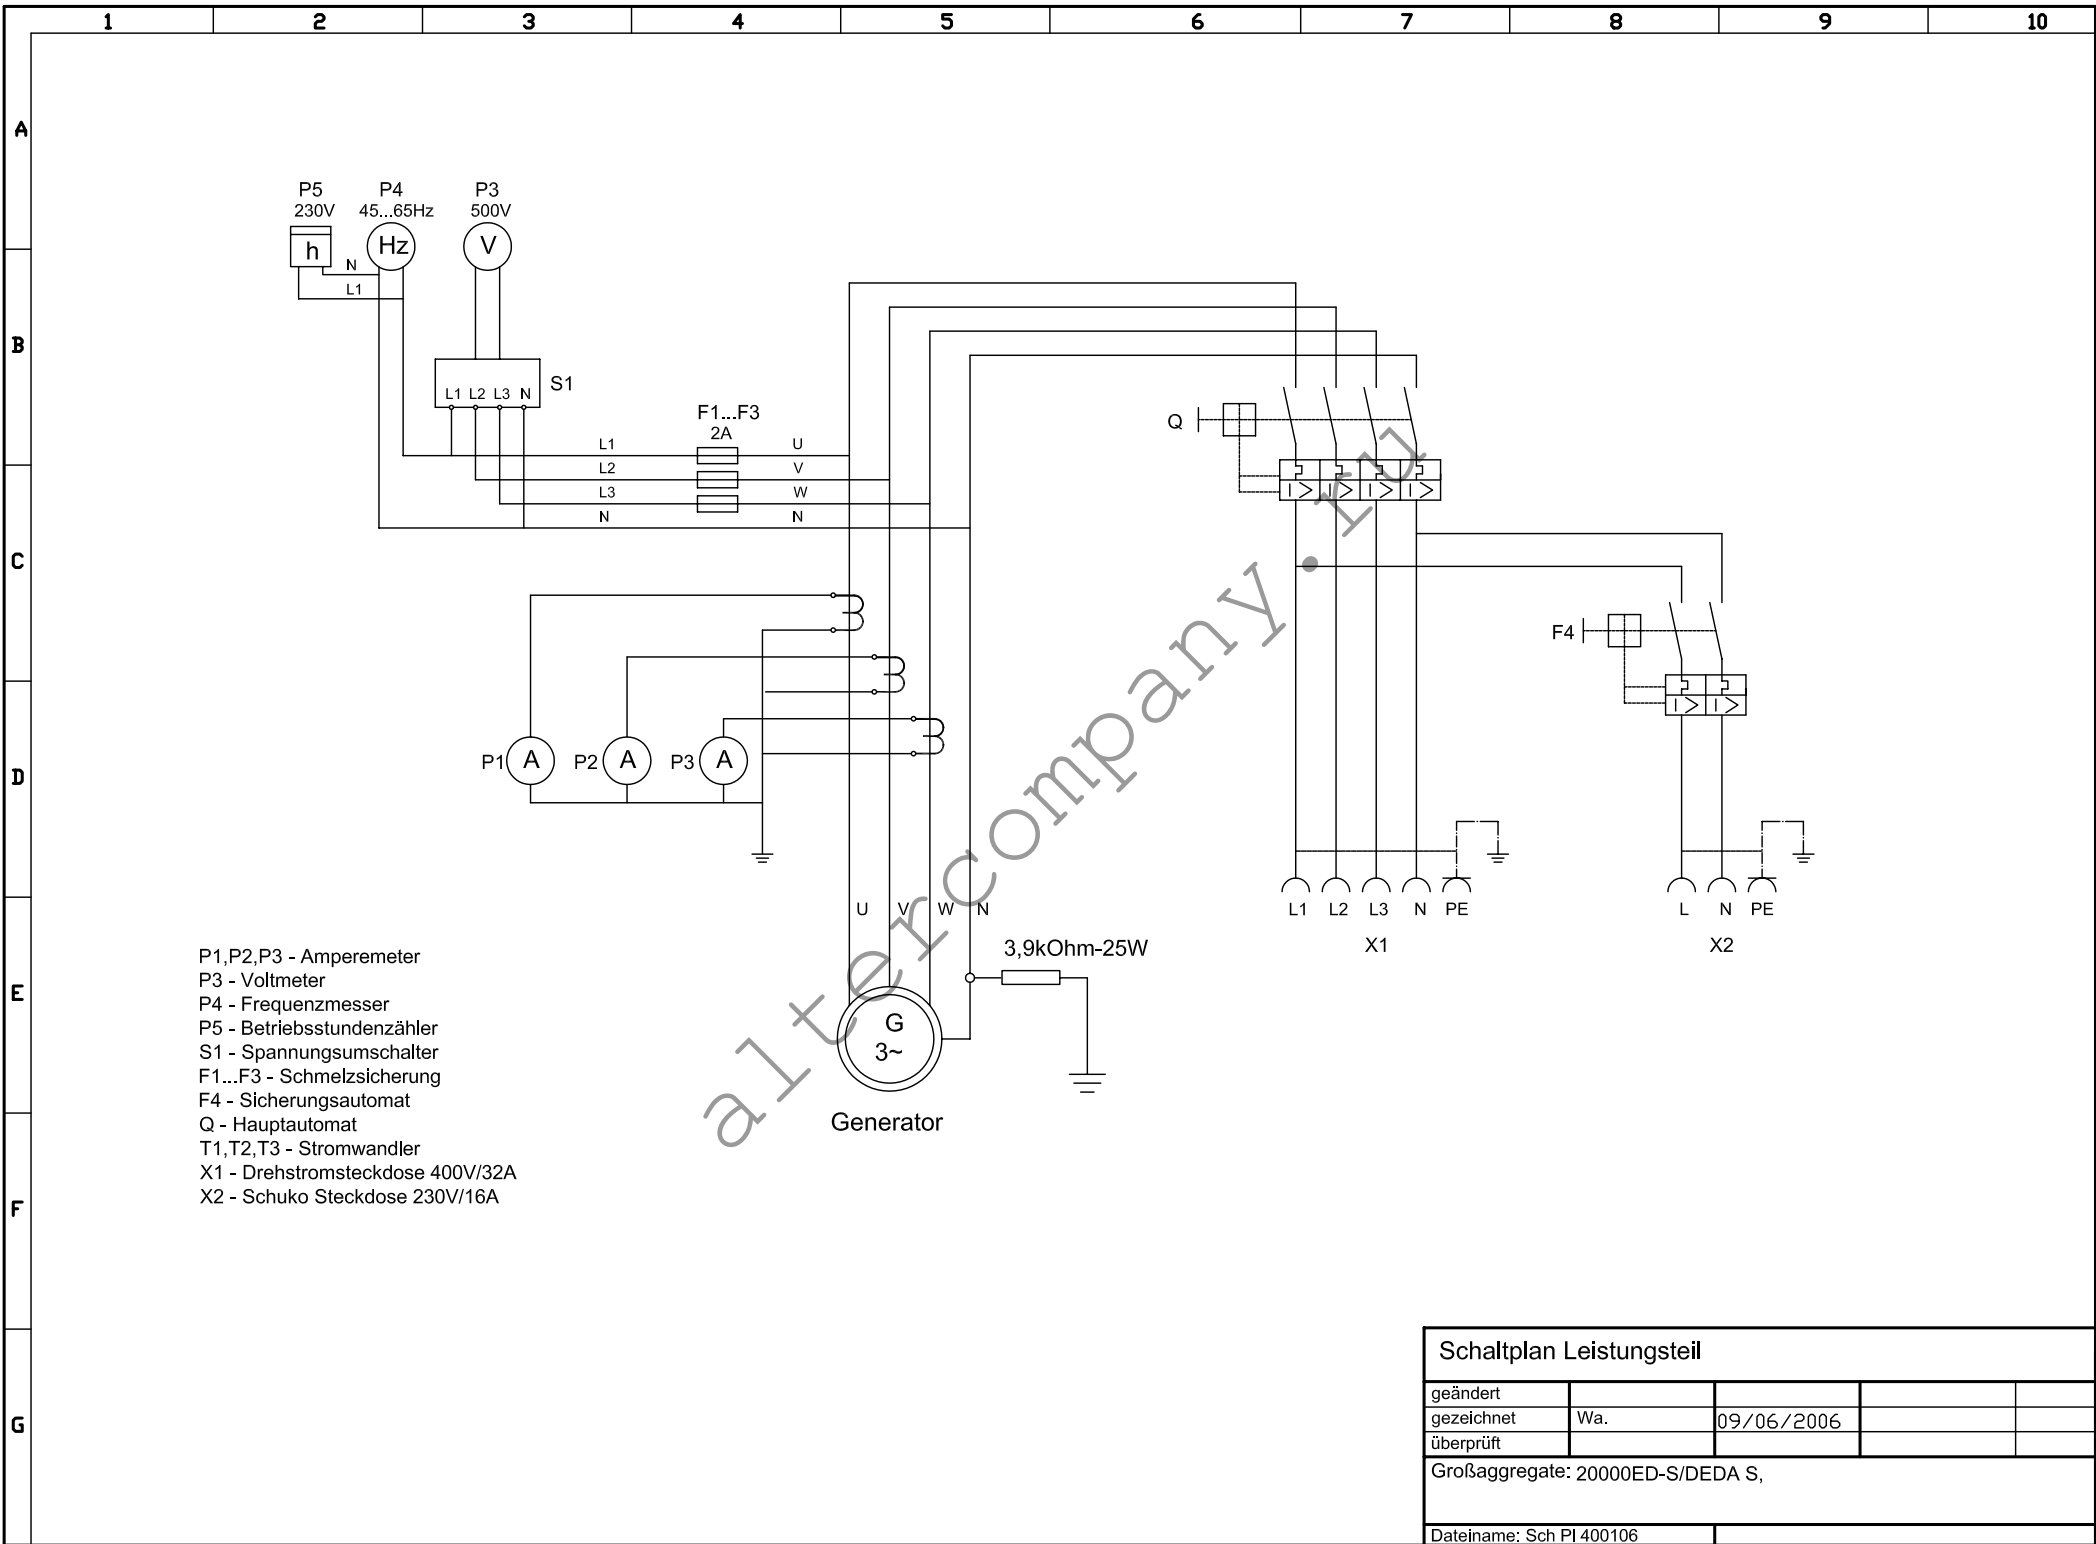 1 2 3 4 5 6 7 8 9 10
A
B
C
D
E
F
G
P5
230V
P4
45...65Hz
P3
500V
h
Hz
V
N
L1
L1 L2 L3 N
S1
F1...F3
2A
L1 U
L2 V
L3 W
N N
Q
I> I> I> I>
F4
I> I>
P1 A P2 A P3 A
U V W N
L1 L2 L3 N PE
X1
L N PE
X2
3,9kOhm-25W
G
3~
Generator
P1,P2,P3 - Amperemeter
P3 - Voltmeter
P4 - Frequenzmesser
P5 - Betriebsstundenzähler
S1 - Spannungsumschalter
F1...F3 - Schmelzsicherung
F4 - Sicherungsautomat
Q - Hauptautomat
T1,T2,T3 - Stromwandler
X1 - Drehstromsteckdose 400V/32A
X2 - Schuko Steckdose 230V/16A
altercompany.ru
Schaltplan Leistungsteil
geändert
gezeichnet Wa. 09/06/2006
überprüft
Großaggregate: 20000ED-S/DEDA S,
Dateiname: Sch Pl 400106